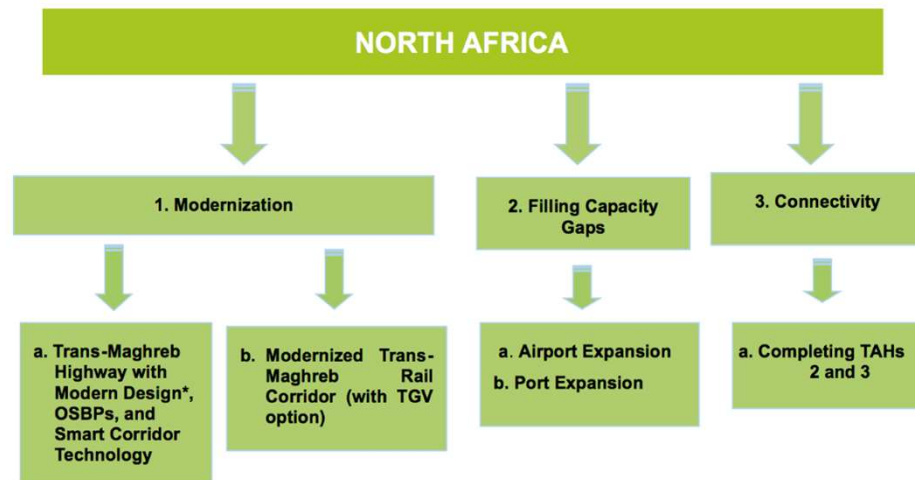 NORTH AFRICA
1. Modernization
2. Filling Capacity
Gaps
3. Connectivity
a. Trans-Maghreb
Highway with
Modern Design*,
OSBPs, and
Smart Corridor
Technology
b. Modernized Trans-
Maghreb Rail
Corridor (with TGV
option)
a. Airport Expansion
b. Port Expansion
a. Completing TAHs
2 and 3